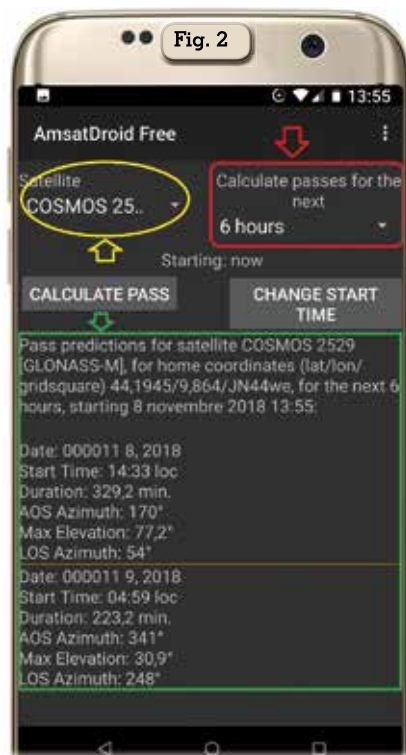 Fig. 2
13:55
AmsatDroid Free
Satellite
COSMOS 25..
Calculate passes for the
next
6 hours
Starting: now
CALCULATE PASS
CHANGE START
TIME
Pass predictions for satellite COSMOS 2529
[GLONASS-M], for home coordinates (lat/lon/
gridsquare) 44,1945/9,864/JN44we, for the next 6
hours, starting 8 novembre 2018 13:55:
Date: 000011 8, 2018
Start Time: 14:33 loc
Duration: 329,2 min.
AOS Azimuth: 170°
Max Elevation: 77,2°
LOS Azimuth: 54°
Date: 000011 9, 2018
Start Time: 04:59 loc
Duration: 223,2 min.
AOS Azimuth: 341°
Max Elevation: 30,9°
LOS Azimuth: 248°